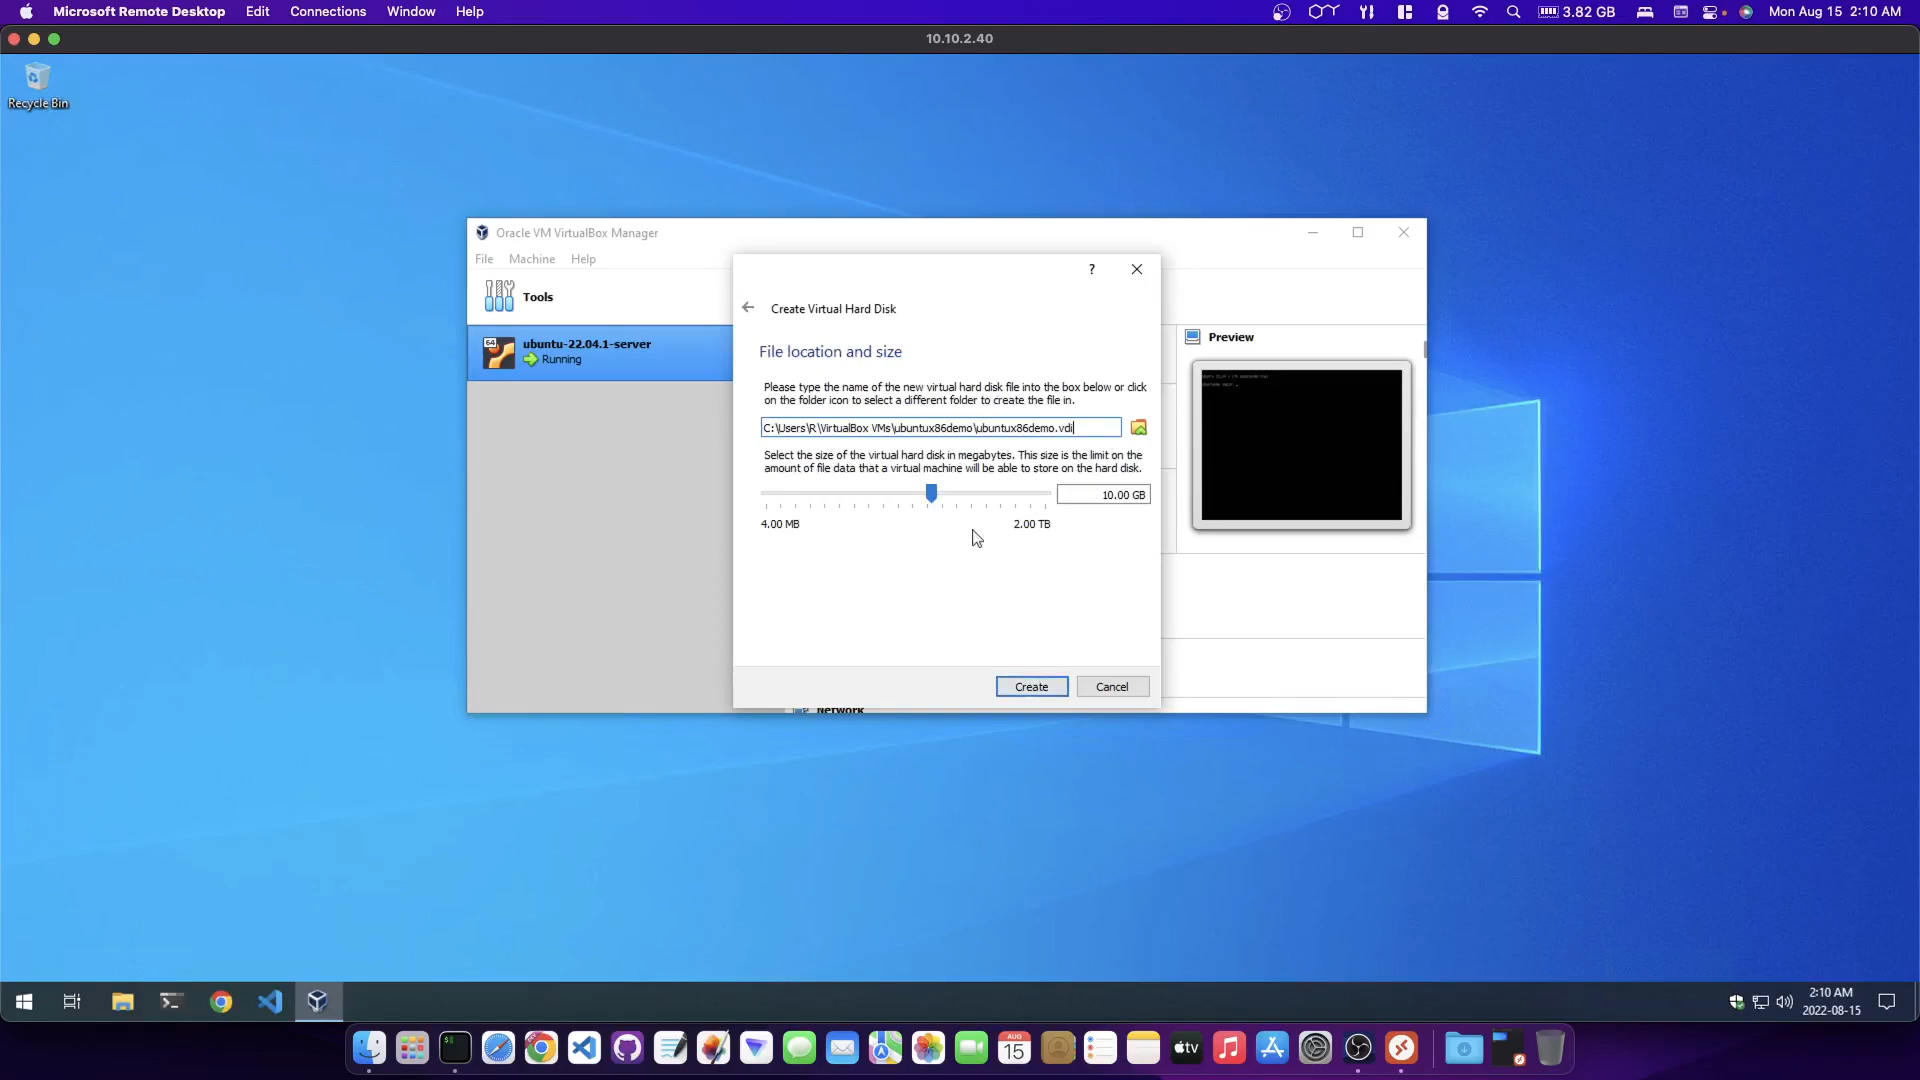 Microsoft Remote Desktop Edit Connections Window Help 3.82 GB Mon Aug 15 2:10 AM
10.10.2.40
Recycle Bin
Oracle VM VirtualBox Manager
File Machine Help
Tools
64 ubuntu-22.04.1-server
Running
?
Create Virtual Hard Disk
File location and size
Please type the name of the new virtual hard disk file into the box below or click
on the folder icon to select a different folder to create the file in.
C:\Users\R\VirtualBox VMs\ubuntux86demo\ubuntux86demo.vdi
Select the size of the virtual hard disk in megabytes. This size is the limit on the
amount of file data that a virtual machine will be able to store on the hard disk.
10.00 GB
4.00 MB 2.00 TB
Create Cancel
Preview
Network
2:10 AM
2022-08-15
AUG
15
tv